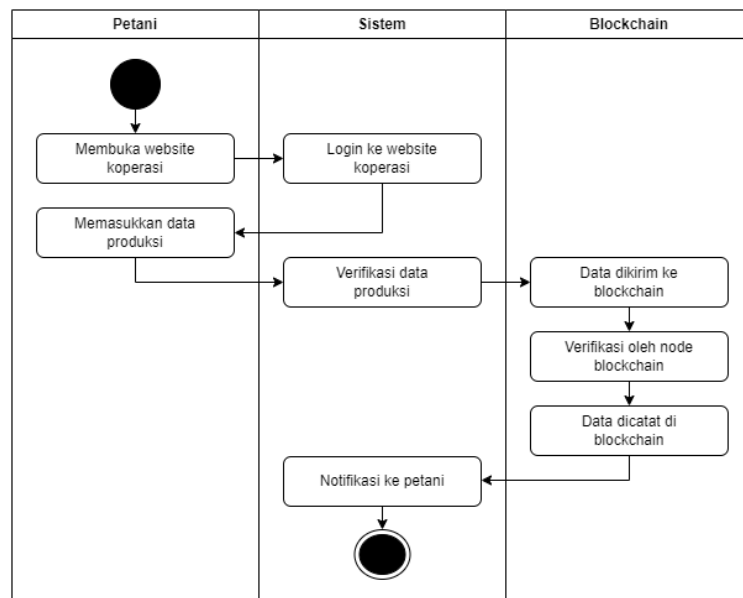 Petani
Sistem
Blockchain
Membuka website
koperasi
Login ke website
koperasi
Memasukkan data
produksi
Verifikasi data
produksi
Data dikirim ke
blockchain
Verifikasi oleh node
blockchain
Data dicatat di
blockchain
Notifikasi ke petani